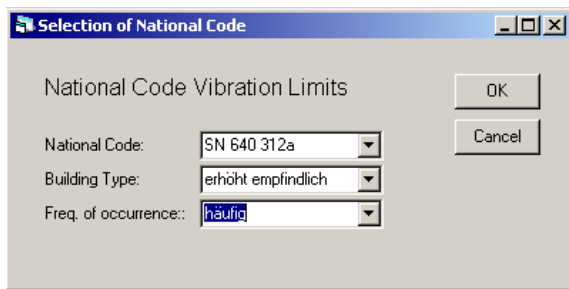 Selection of National Code
National Code Vibration Limits
OK
National Code: SN 640 312a
Cancel
Building Type: erhöht empfindlich
Freq. of occurrence:: häufig